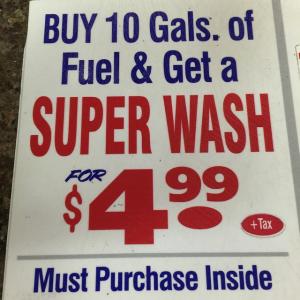 BUY 10 Gals. of
Fuel & Get a
SUPER WASH
FOR
$4.99
+Tax
Must Purchase Inside